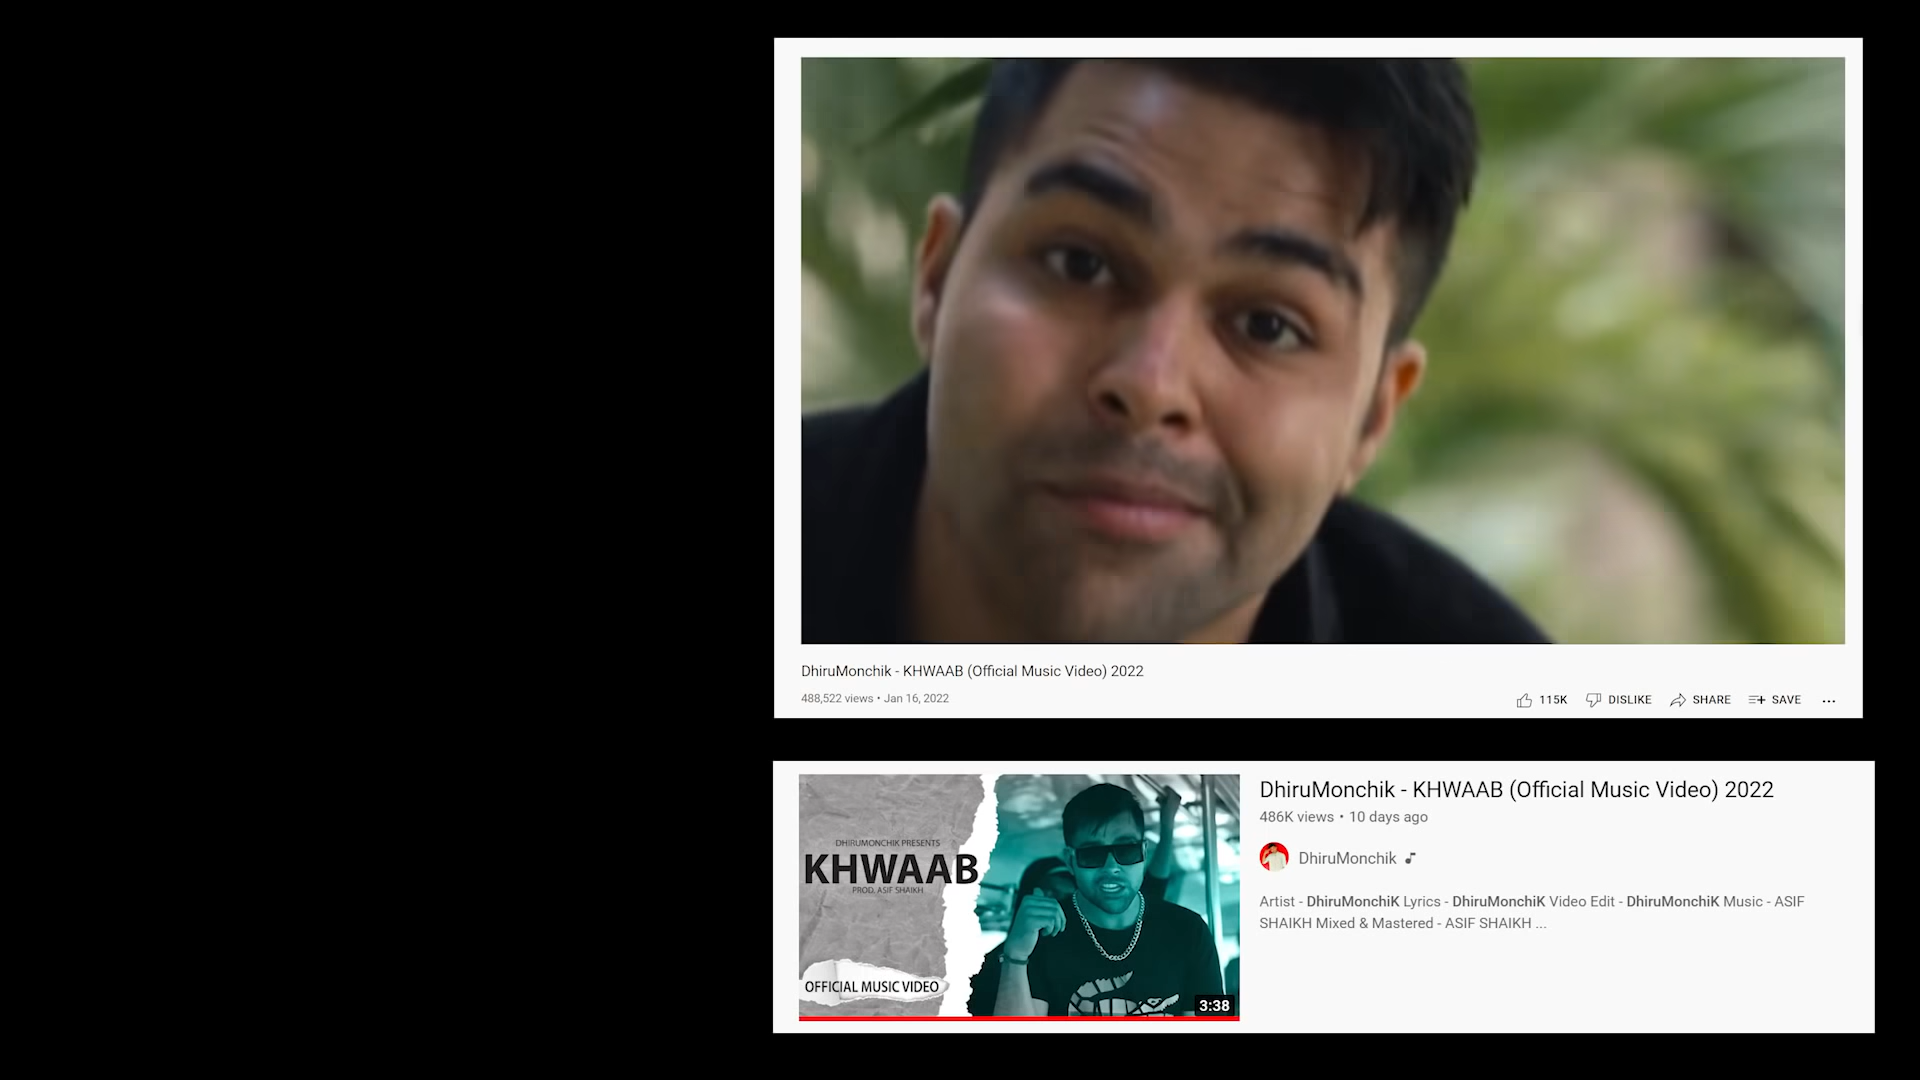 DhiruMonchik - KHWAAB (Official Music Video) 2022
488,522 views • Jan 16, 2022
115K DISLIKE SHARE SAVE ...
DHIRUMONCHIK PRESENTS
KHWAAB
PROD. ASIF SHAIKH
OFFICIAL MUSIC VIDEO
3:38
DhiruMonchik - KHWAAB (Official Music Video) 2022
486K views • 10 days ago
DhiruMonchik
Artist - DhiruMonchiK Lyrics - DhiruMonchiK Video Edit - DhiruMonchiK Music - ASIF
SHAIKH Mixed & Mastered - ASIF SHAIKH ...